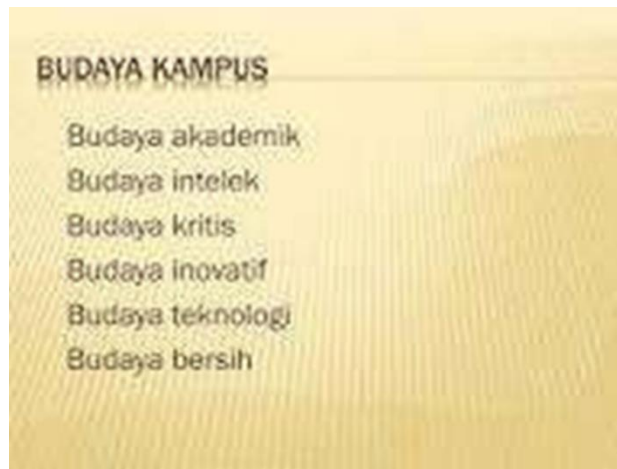 BUDAYA KAMPUS
Budaya akademik
Budaya intelek
Budaya kritis
Budaya inovatif
Budaya teknologi
Budaya bersih